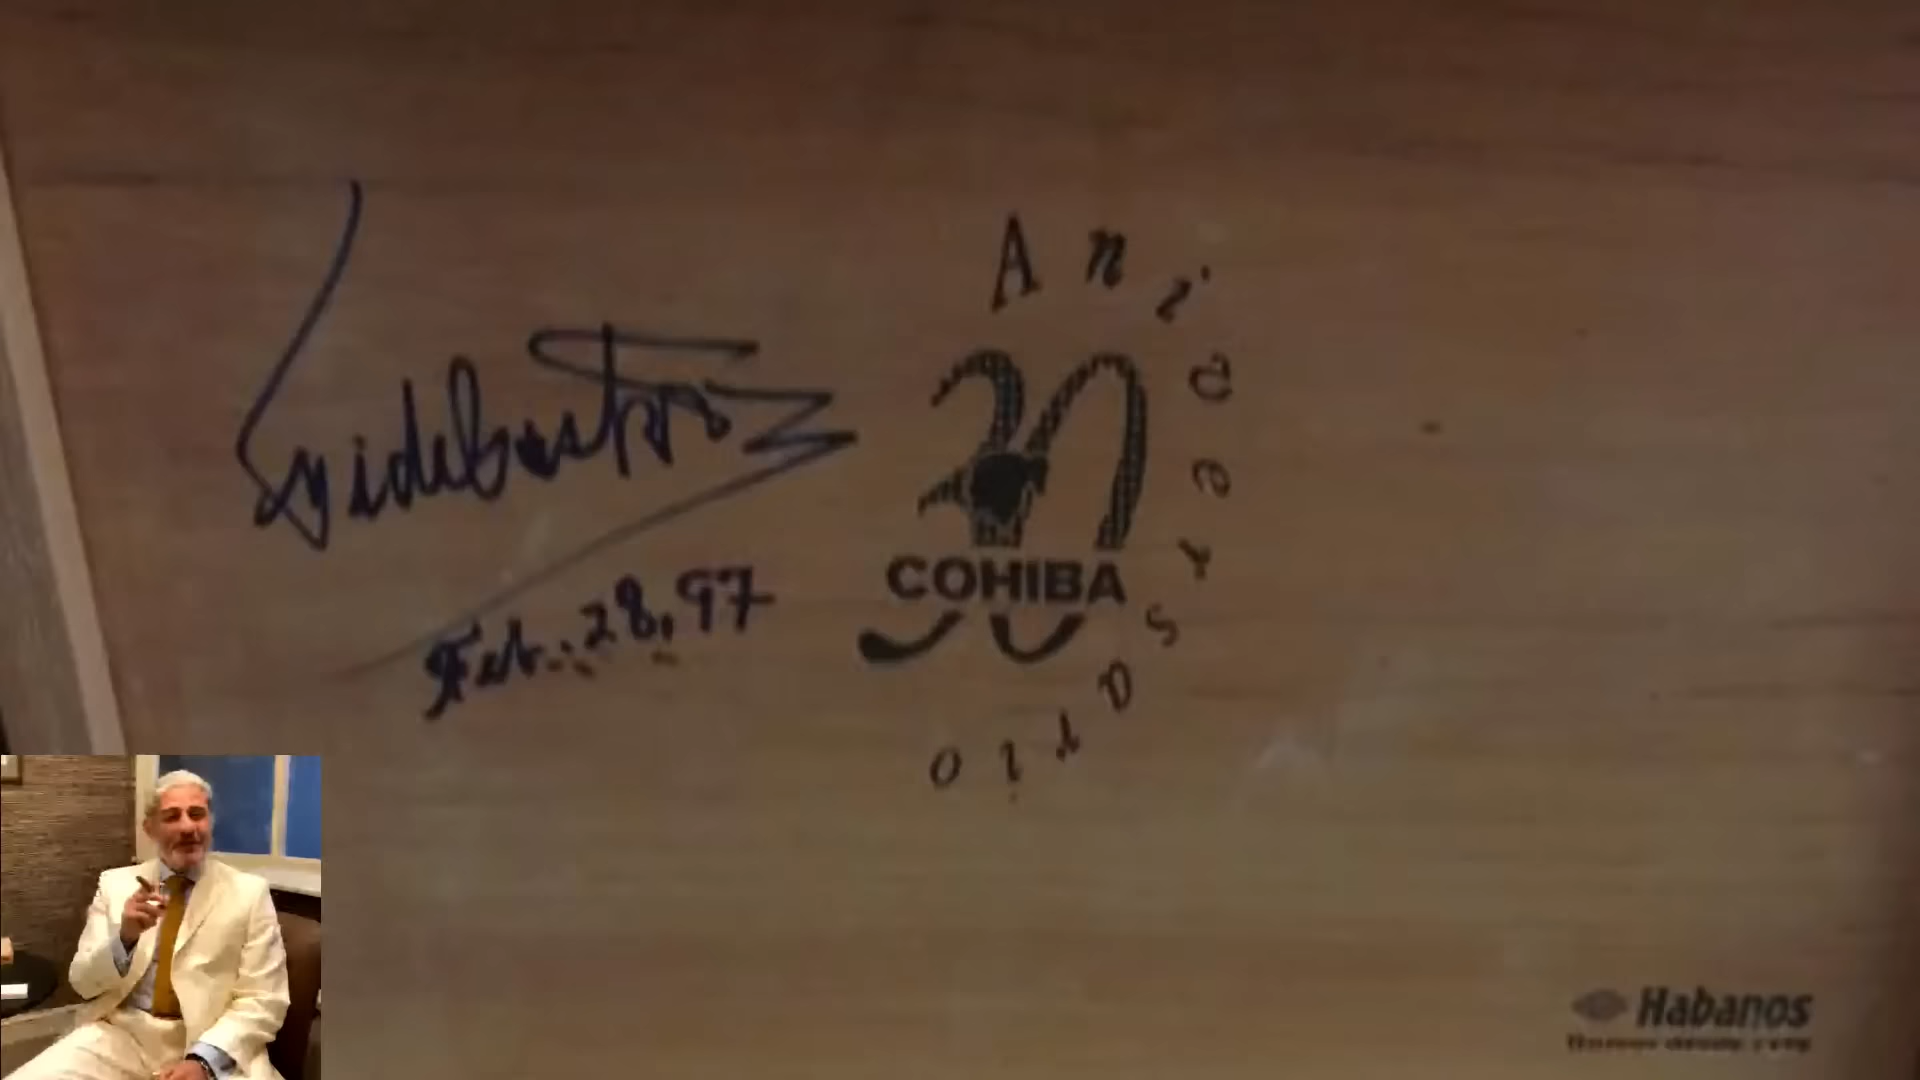 Fidel Castro
Feb. 28, 97
Aniversario
30
COHIBA
Habanos